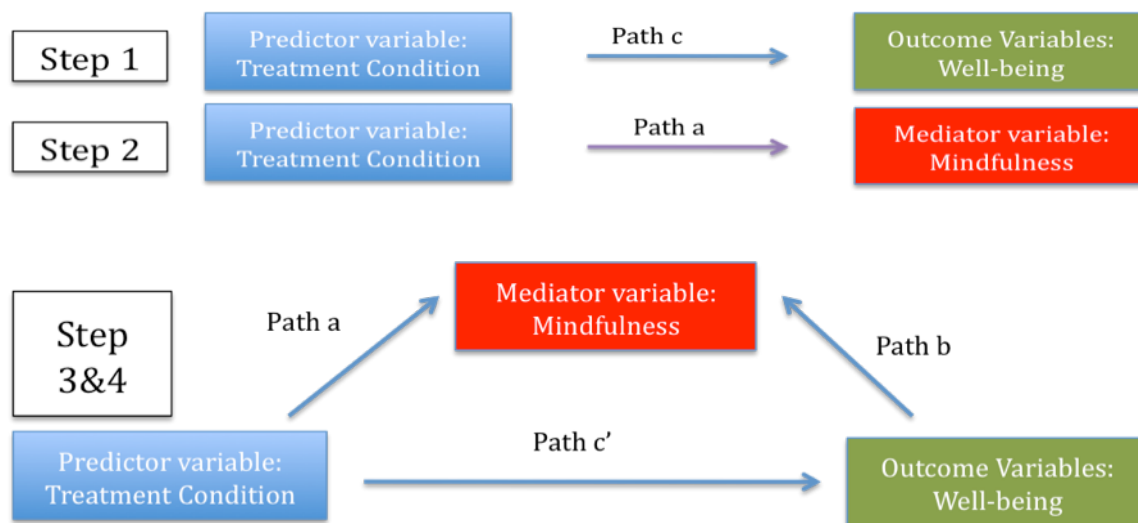 Step 1
Predictor variable:
Treatment Condition
Path c
Outcome Variables:
Well-being
Step 2
Predictor variable:
Treatment Condition
Path a
Mediator variable:
Mindfulness
Step
3&4
Path a
Mediator variable:
Mindfulness
Path b
Predictor variable:
Treatment Condition
Path c’
Outcome Variables:
Well-being